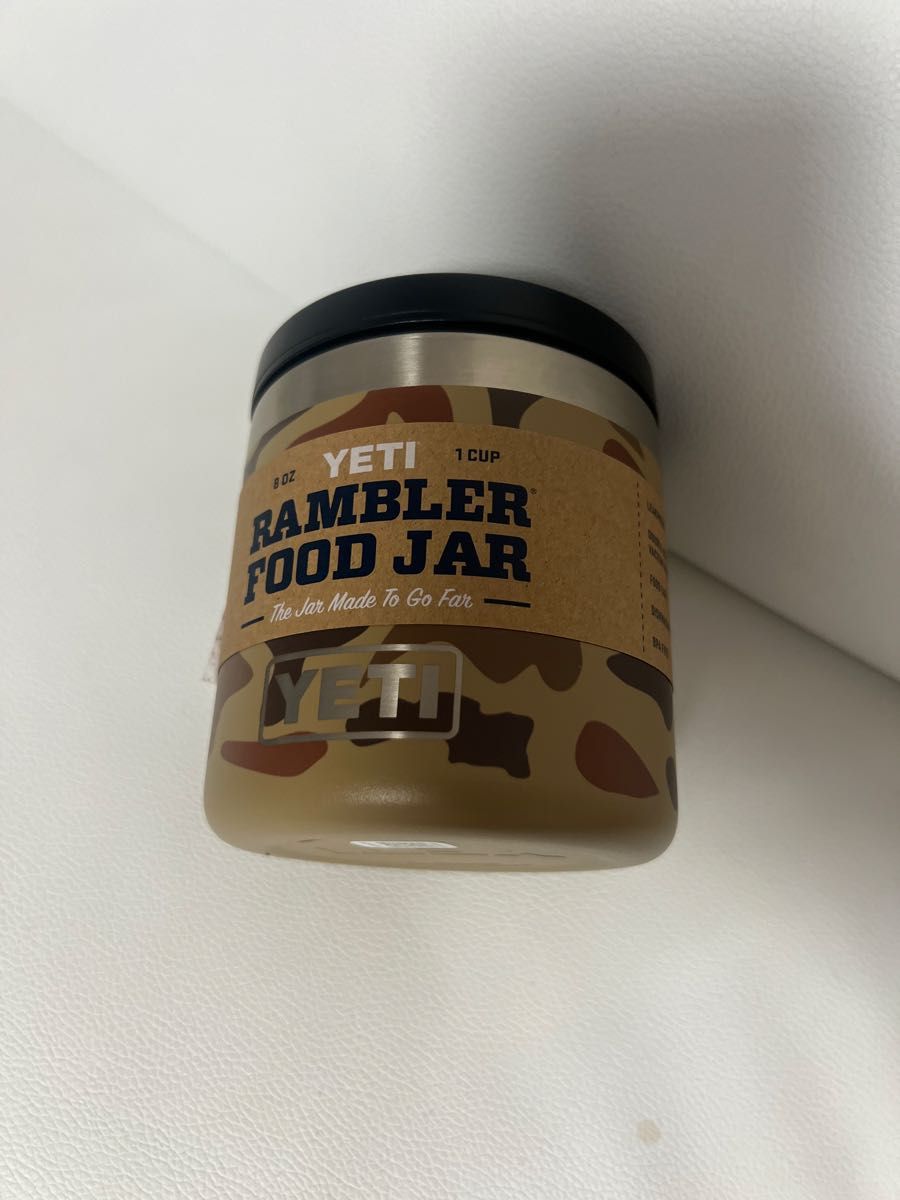 8 OZ YETI 1 CUP
RAMBLER®
FOOD JAR
The Jar Made To Go Far
YETI